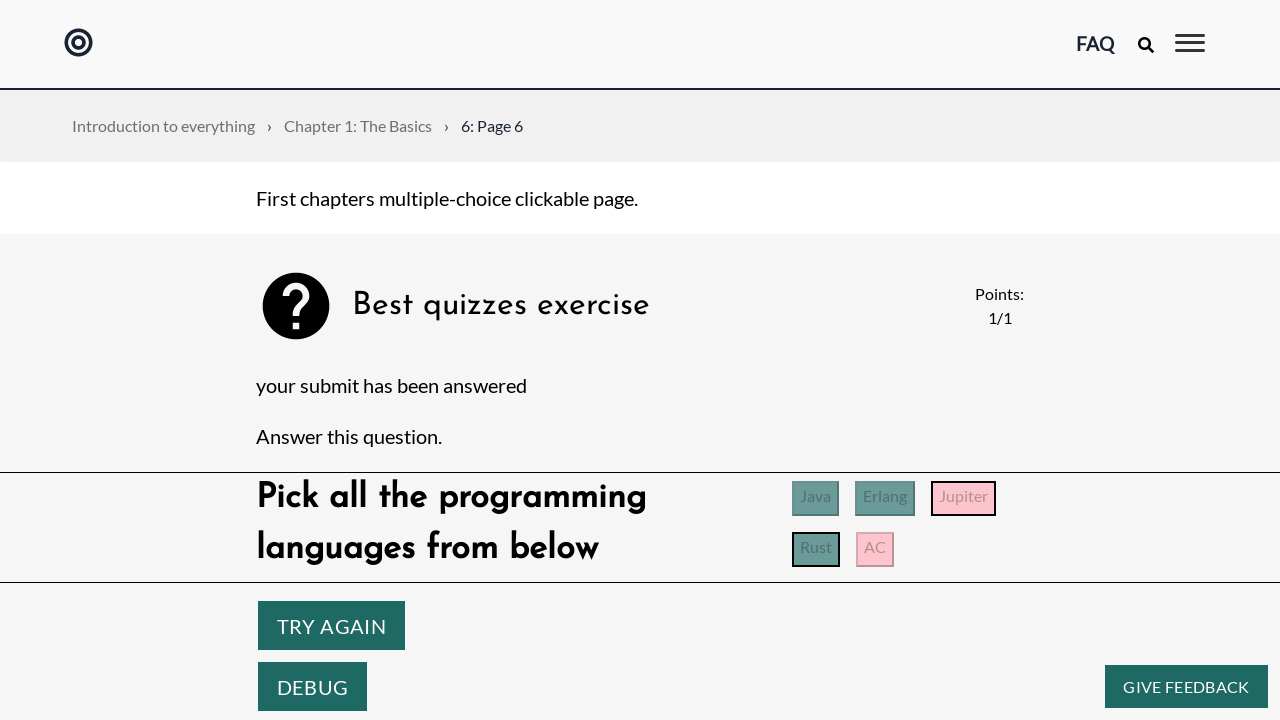 FAQ
Introduction to everything › Chapter 1: The Basics › 6: Page 6
First chapters multiple-choice clickable page.
Best quizzes exercise
Points:
1/1
your submit has been answered
Answer this question.
Pick all the programming
languages from below
Java Erlang Jupiter
Rust AC
TRY AGAIN
DEBUG
GIVE FEEDBACK